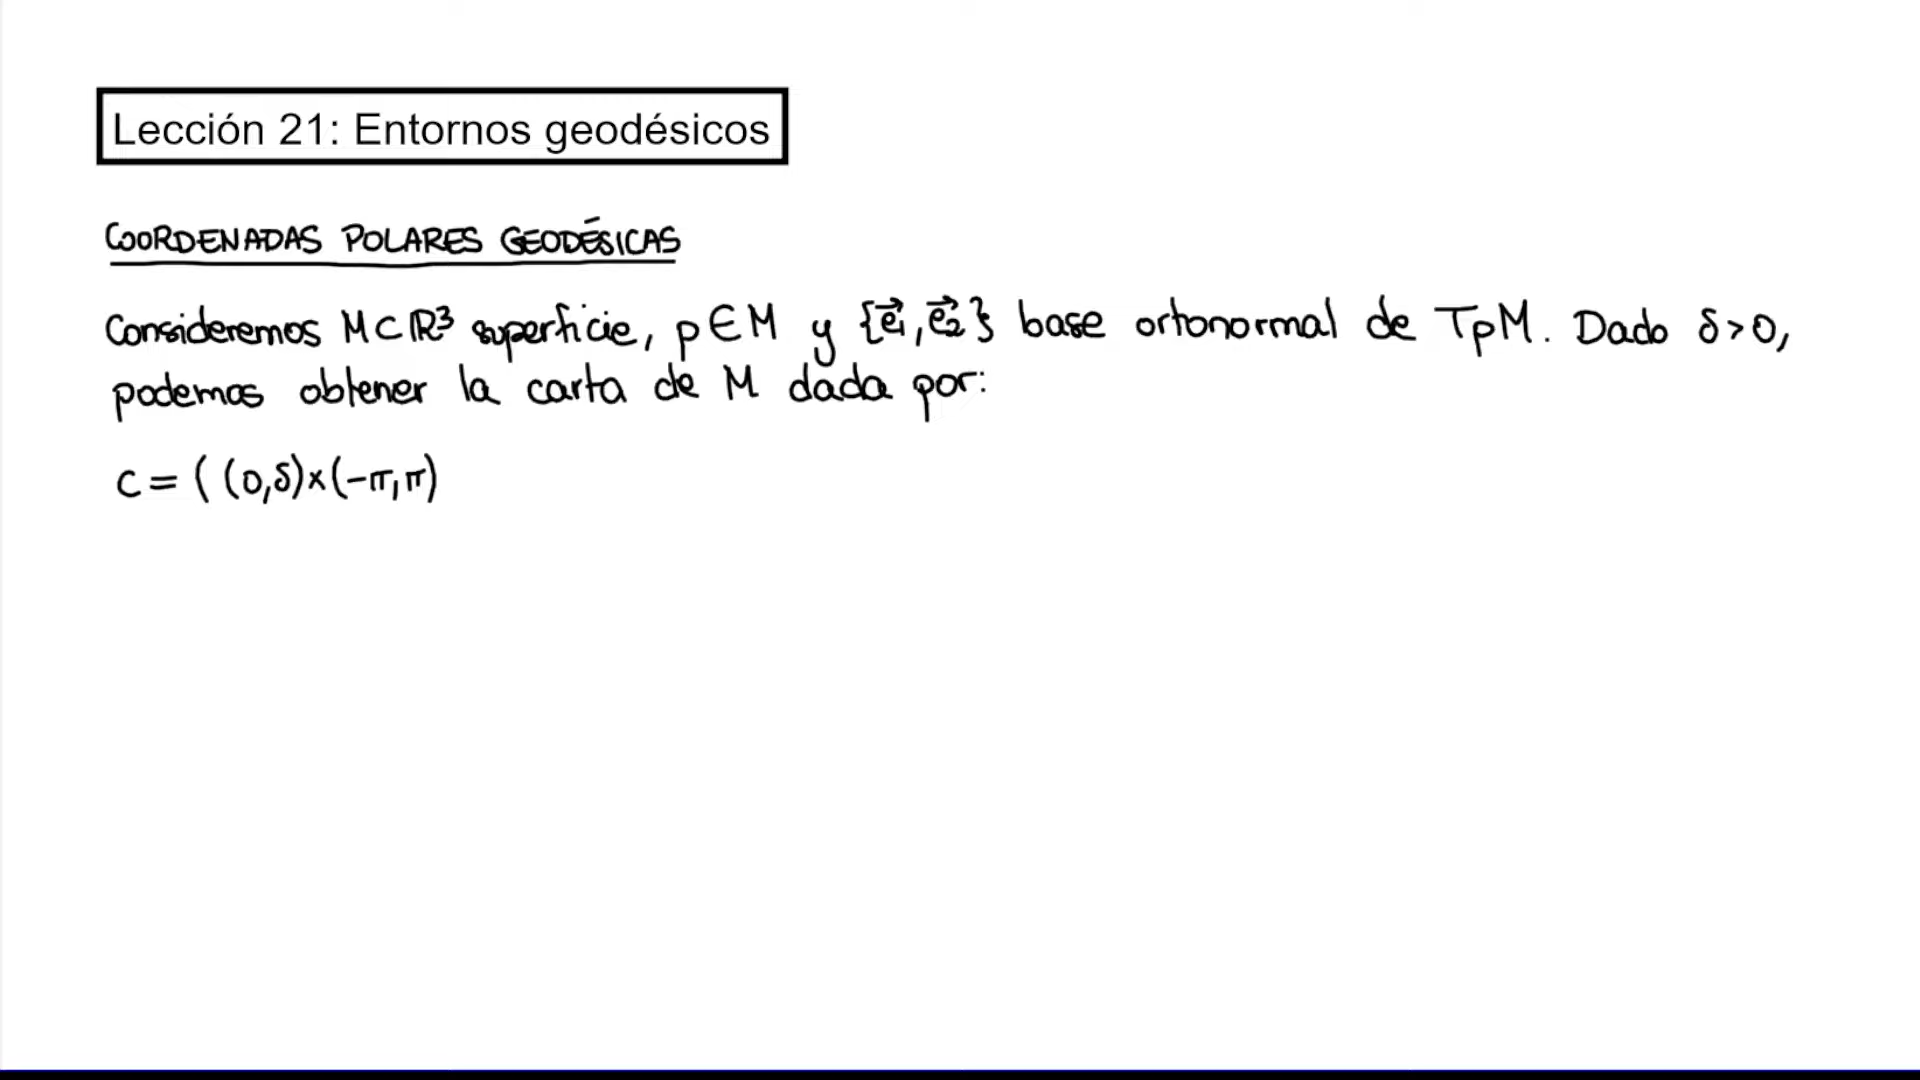 Lección 21: Entornos geodésicos
COORDENADAS POLARES GEODÉSICAS
Consideremos M⊂ℝ³ superficie, p∈M y {e⃗₁,e⃗₂} base ortonormal de TpM. Dado δ>0,
podemos obtener la carta de M dada por:
C = ( (0,δ)×(-π,π)